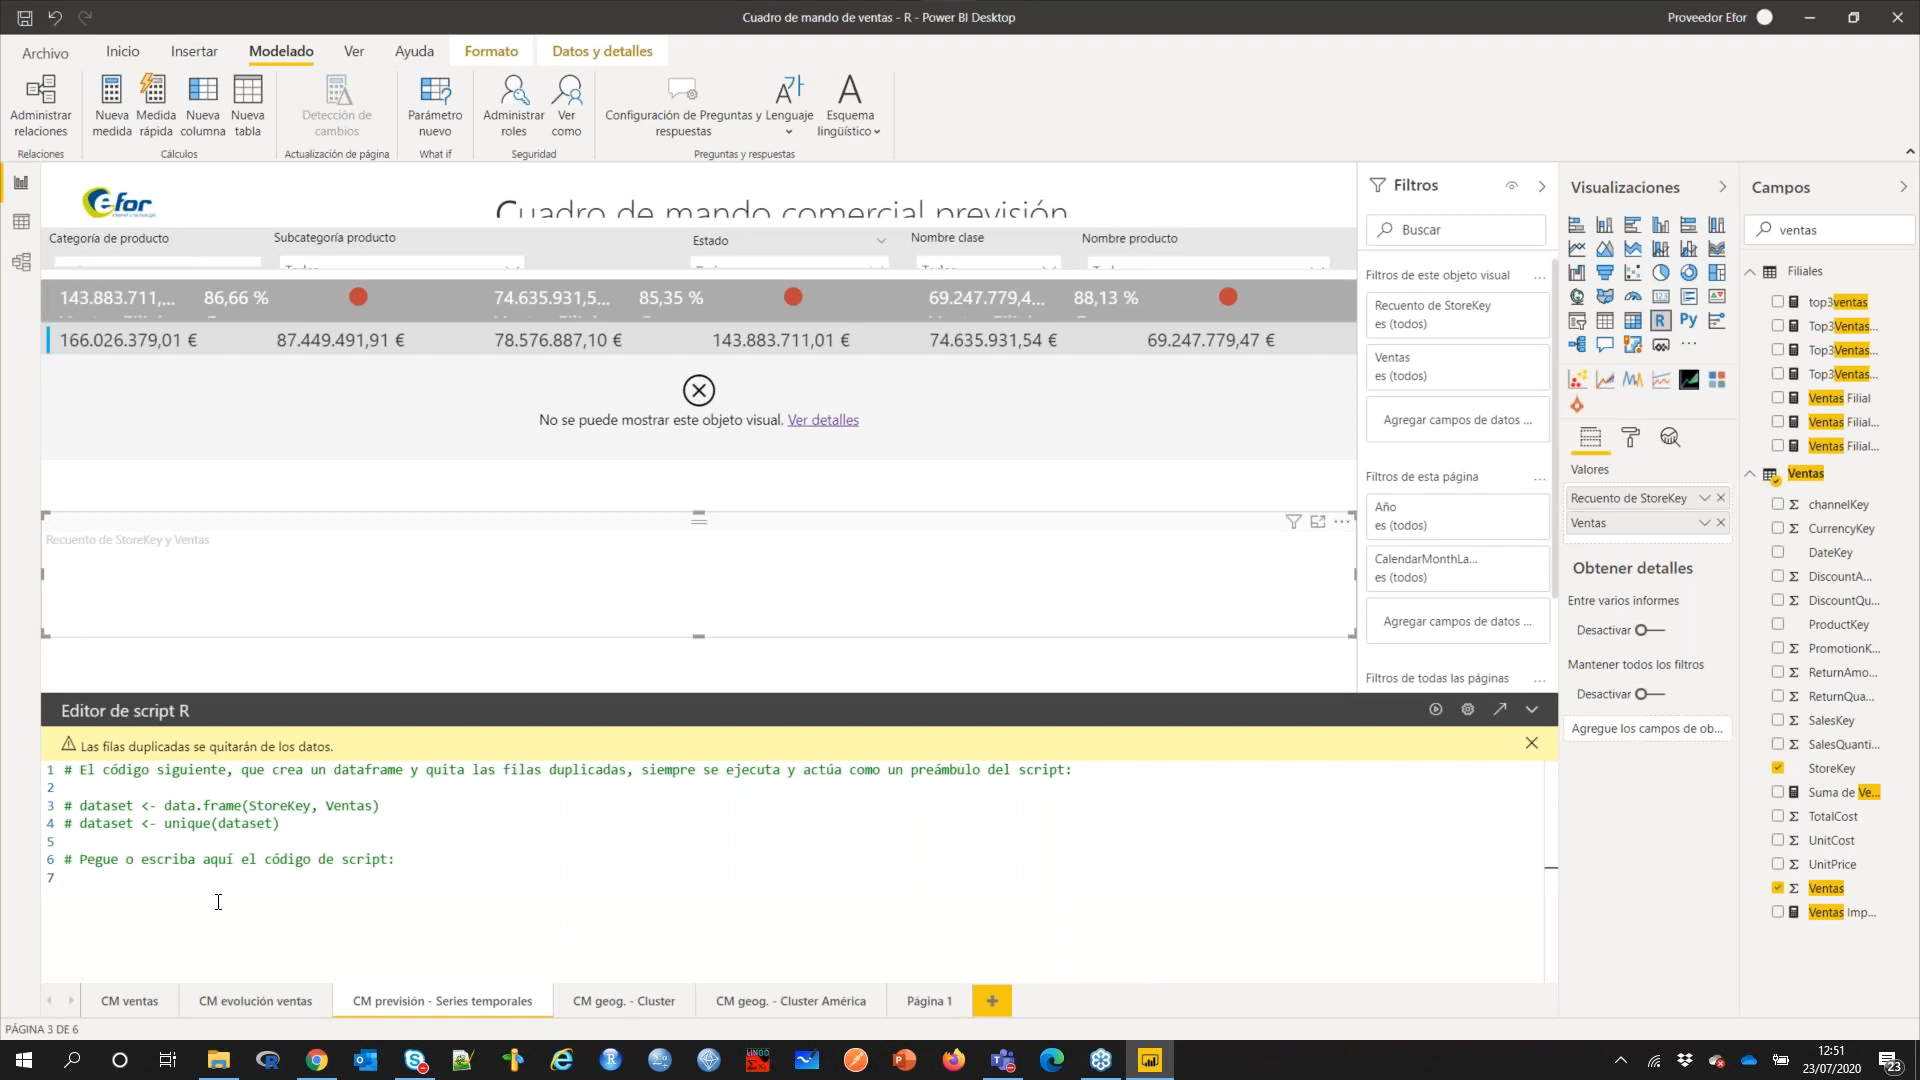 Cuadro de mando de ventas - R - Power BI Desktop
Proveedor Efor
Archivo
Inicio
Insertar
Modelado
Ver
Ayuda
Formato
Datos y detalles
Administrar relaciones
Nueva medida
Medida rápida
Nueva columna
Nueva tabla
Detección de cambios
Parámetro nuevo
Administrar roles
Ver como
Configuración de Preguntas y respuestas
Lenguaje
Esquema lingüístico
Relaciones
Cálculos
Actualización de página
What if
Seguridad
Preguntas y respuestas
efor
Cuadro de mando comercial previsión
Categoría de producto
Subcategoría producto
Estado
Nombre clase
Nombre producto
143.883.711,... 86,66 % 74.635.931,5... 85,35 % 69.247.779,4... 88,13 %
166.026.379,01 € 87.449.491,91 € 78.576.887,10 € 143.883.711,01 € 74.635.931,54 € 69.247.779,47 €
No se puede mostrar este objeto visual. Ver detalles
Recuento de StoreKey y Ventas
Editor de script R
Las filas duplicadas se quitarán de los datos.
1 # El código siguiente, que crea un dataframe y quita las filas duplicadas, siempre se ejecuta y actúa como un preámbulo del script:
2
3 # dataset <- data.frame(StoreKey, Ventas)
4 # dataset <- unique(dataset)
5
6 # Pegue o escriba aquí el código de script:
7
CM ventas
CM evolución ventas
CM previsión - Series temporales
CM geog. - Cluster
CM geog. - Cluster América
Página 1
+
PÁGINA 3 DE 6
Filtros
Buscar
Filtros de este objeto visual ...
Recuento de StoreKey
es (todos)
Ventas
es (todos)
Agregar campos de datos ...
Filtros de esta página ...
Año
es (todos)
CalendarMonthLa...
es (todos)
Agregar campos de datos ...
Filtros de todas las páginas ...
Visualizaciones
R
Py
...
Valores
Recuento de StoreKey
Ventas
Obtener detalles
Entre varios informes
Desactivar
Mantener todos los filtros
Desactivar
Agregue los campos de ob...
Campos
ventas
Filiales
top3ventas
Top3Ventas...
Top3Ventas...
Top3Ventas...
Ventas Filial
Ventas Filial...
Ventas Filial...
Ventas
channelKey
CurrencyKey
DateKey
DiscountA...
DiscountQu...
ProductKey
PromotionK...
ReturnAmo...
ReturnQua...
SalesKey
SalesQuanti...
StoreKey
Suma de Ve...
TotalCost
UnitCost
UnitPrice
Ventas
Ventas Imp...
12:51
23/07/2020
23